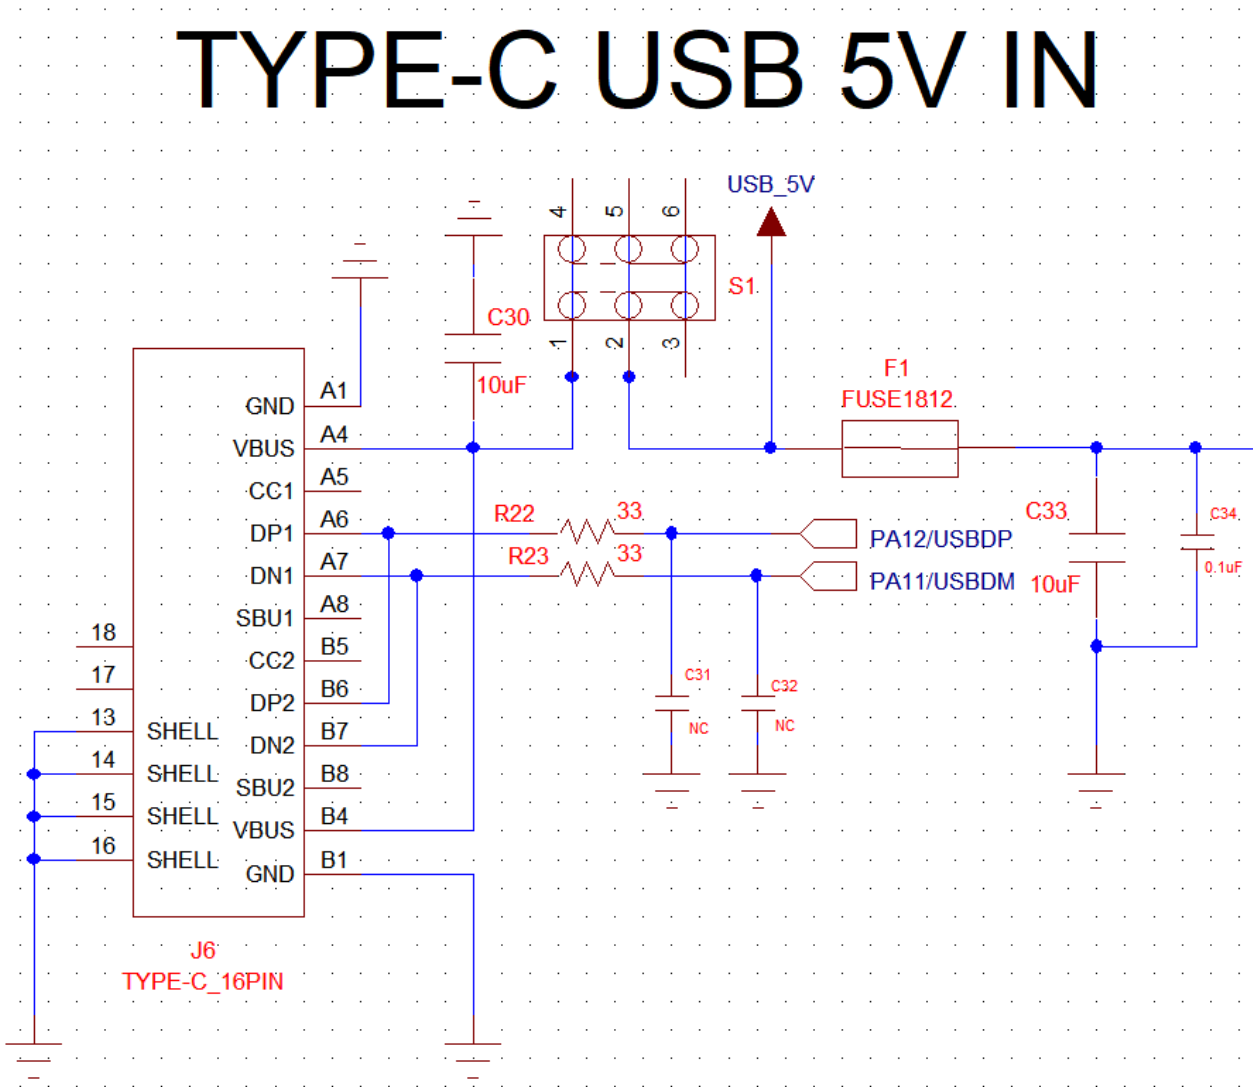 TYPE-C USB 5V IN
USB_5V
4
5
6
S1
C30
10uF
1
2
3
F1
FUSE1812
GND
A1
VBUS
A4
CC1
A5
DP1
A6
DN1
A7
SBU1
A8
CC2
B5
DP2
B6
DN2
B7
SBU2
B8
VBUS
B4
GND
B1
18
17
13
SHELL
14
SHELL
15
SHELL
16
SHELL
R22
33
R23
33
PA12/USBDP
PA11/USBDM
C33
10uF
C34
0.1uF
C31
NC
C32
NC
J6
TYPE-C_16PIN